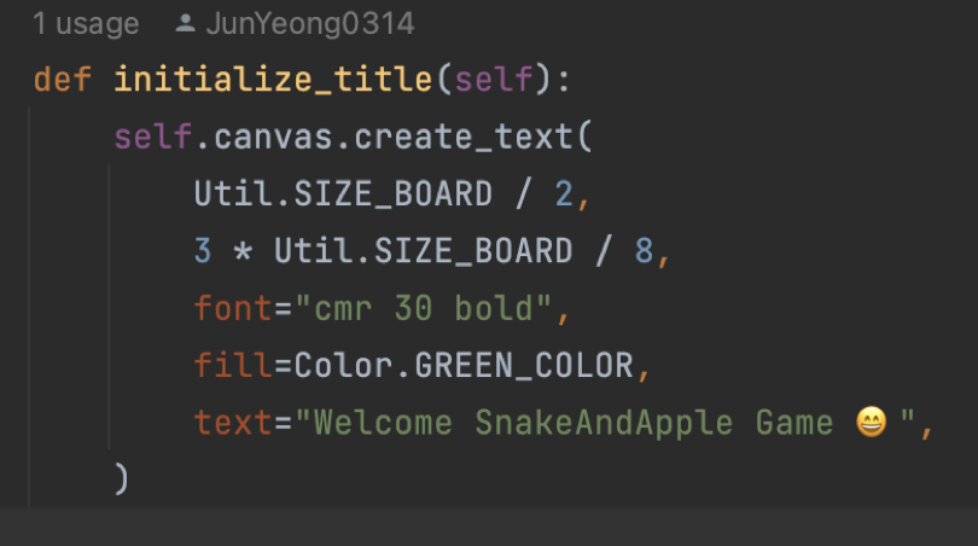 1 usage JunYeong0314
def initialize_title(self):
    self.canvas.create_text(
        Util.SIZE_BOARD / 2,
        3 * Util.SIZE_BOARD / 8,
        font="cmr 30 bold",
        fill=Color.GREEN_COLOR,
        text="Welcome SnakeAndApple Game 😄 ",
    )